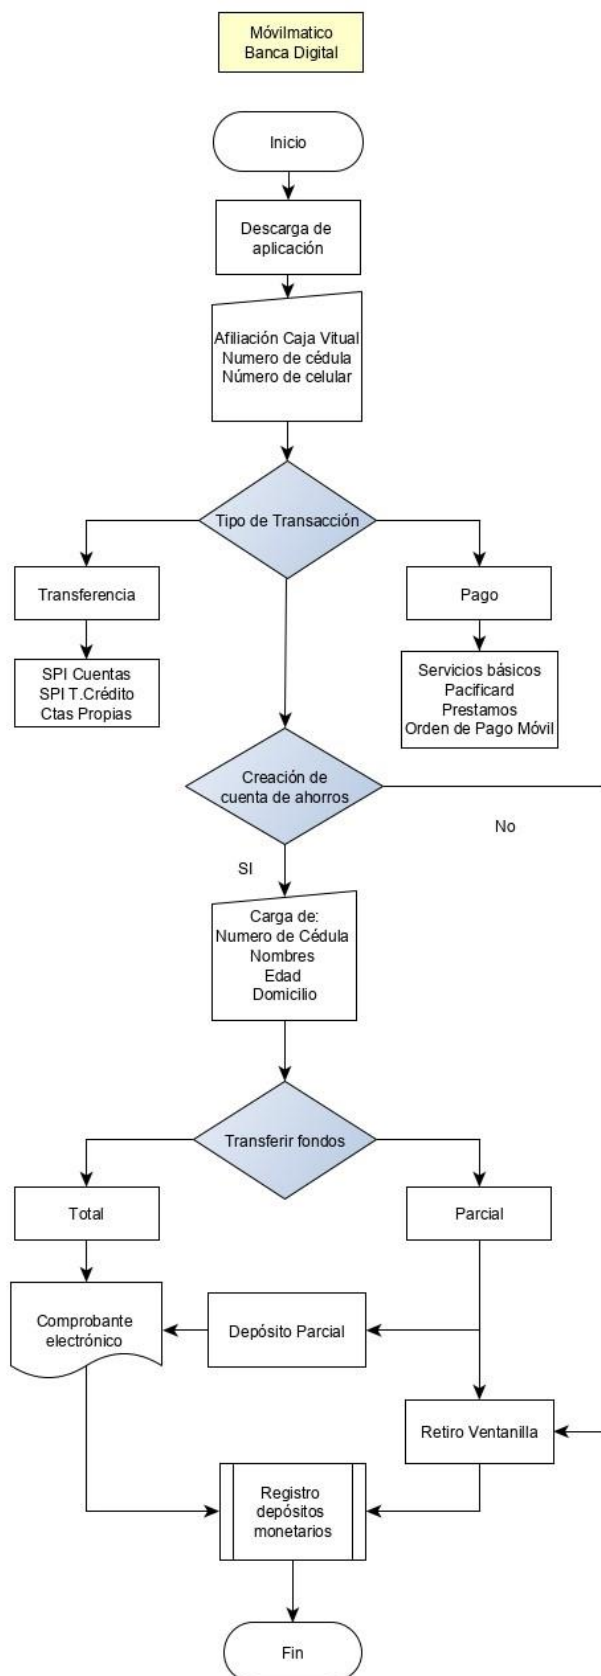 Móvilmatico
Banca Digital
Inicio
Descarga de
aplicación
Afiliación Caja Vitual
Numero de cédula
Número de celular
Tipo de Transacción
Transferencia
Pago
SPI Cuentas
SPI T.Crédito
Ctas Propias
Servicios básicos
Pacificard
Prestamos
Orden de Pago Móvil
Creación de
cuenta de ahorros
No
SI
Carga de:
Numero de Cédula
Nombres
Edad
Domicilio
Transferir fondos
Total
Parcial
Comprobante
electrónico
Depósito Parcial
Retiro Ventanilla
Registro
depósitos
monetarios
Fin